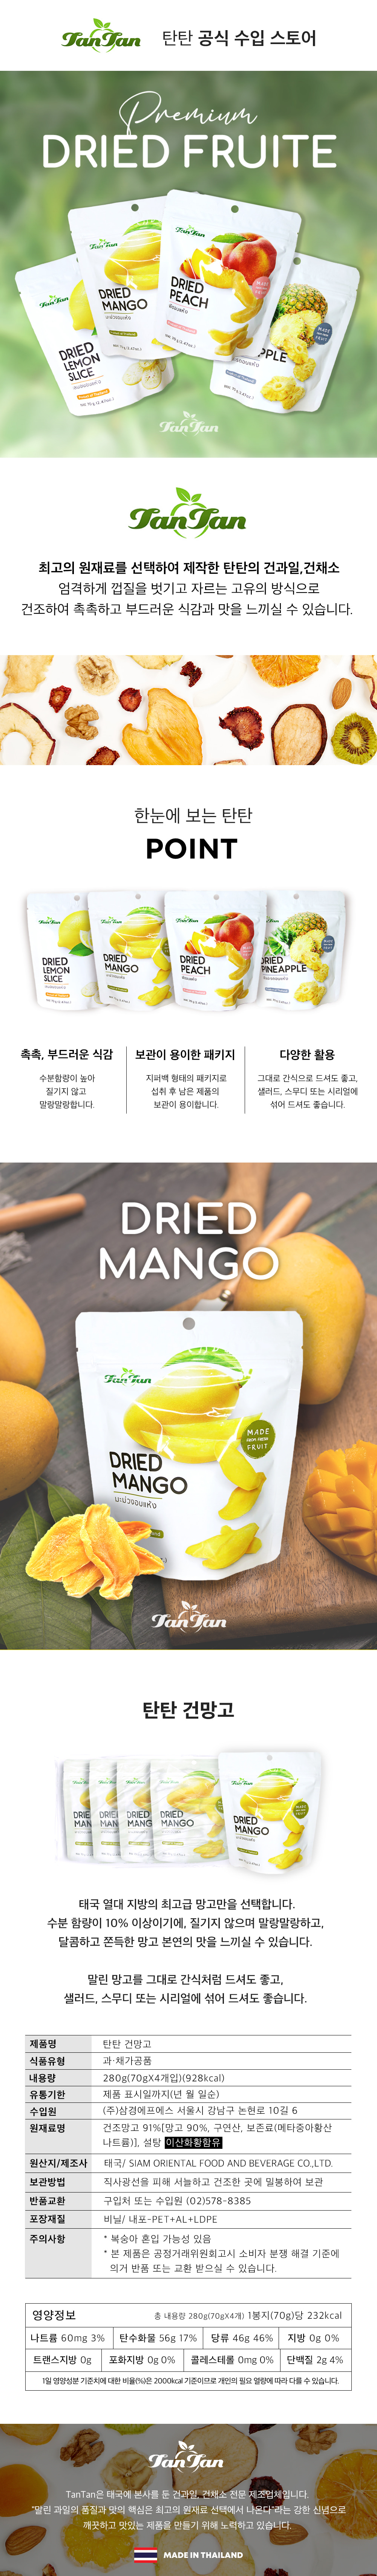 TanTan 탄탄 공식 수입 스토어
Premium
DRIED FRUITE
TanTan
TanTan
TanTan
TanTan
DRIED
LEMON
SLICE
DRIED
MANGO
DRIED
PEACH
MADE
FRUIT
TanTan
TanTan
최고의 원재료를 선택하여 제작한 탄탄의 건과일,건채소
엄격하게 껍질을 벗기고 자르는 고유의 방식으로
건조하여 촉촉하고 부드러운 식감과 맛을 느끼실 수 있습니다.
한눈에 보는 탄탄
POINT
DRIED
LEMON
SLICE
DRIED
MANGO
DRIED
PEACH
DRIED
PINEAPPLE
촉촉, 부드러운 식감
수분함량이 높아
질기지 않고
말랑말랑합니다.
보관이 용이한 패키지
지퍼백 형태의 패키지로
섭취 후 남은 제품의
보관이 용이합니다.
다양한 활용
그대로 간식으로 드셔도 좋고,
샐러드, 스무디 또는 시리얼에
섞어 드셔도 좋습니다.
DRIED
MANGO
TanTan
MADE
FROM FRESH
FRUIT
DRIED
MANGO
มะม่วงอบแห้ง
TanTan
탄탄 건망고
DRIED
MANGO
태국 열대 지방의 최고급 망고만을 선택합니다.
수분 함량이 10% 이상이기에, 질기지 않으며 말랑말랑하고,
달콤하고 쫀득한 망고 본연의 맛을 느끼실 수 있습니다.
말린 망고를 그대로 간식처럼 드셔도 좋고,
샐러드, 스무디 또는 시리얼에 섞어 드셔도 좋습니다.
제품명 탄탄 건망고
식품유형 과·채가공품
내용량 280g(70gX4개입)(928kcal)
유통기한 제품 표시일까지(년 월 일순)
수입원 (주)삼경에프에스 서울시 강남구 논현로 10길 6
원재료명 건조망고 91%[망고 90%, 구연산, 보존료(메타중아황산
나트륨)], 설탕 이산화황함유
원산지/제조사 태국/ SIAM ORIENTAL FOOD AND BEVERAGE CO.,LTD.
보관방법 직사광선을 피해 서늘하고 건조한 곳에 밀봉하여 보관
반품교환 구입처 또는 수입원 (02)578-8385
포장재질 비닐/ 내포-PET+AL+LDPE
주의사항 * 복숭아 혼입 가능성 있음
* 본 제품은 공정거래위원회고시 소비자 분쟁 해결 기준에
의거 반품 또는 교환 받으실 수 있습니다.
영양정보 총 내용량 280g(70gX4개) 1봉지(70g)당 232kcal
나트륨 60mg 3% 탄수화물 56g 17% 당류 46g 46% 지방 0g 0%
트랜스지방 0g 포화지방 0g 0% 콜레스테롤 0mg 0% 단백질 2g 4%
1일 영양성분 기준치에 대한 비율(%)은 2000kcal 기준이므로 개인의 필요 열량에 따라 다를 수 있습니다.
TanTan
TanTan은 태국에 본사를 둔 건과일, 건채소 전문 제조업체입니다.
"말린 과일의 품질과 맛의 핵심은 최고의 원재료 선택에서 나온다"라는 강한 신념으로
깨끗하고 맛있는 제품을 만들기 위해 노력하고 있습니다.
MADE IN THAILAND